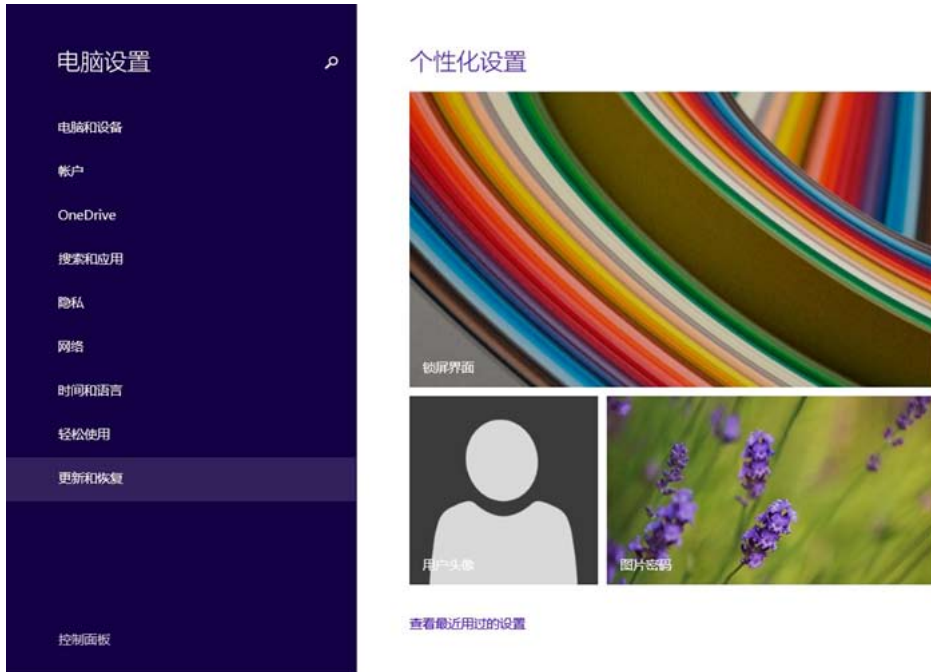 电脑设置
电脑和设备
帐户
OneDrive
搜索和应用
隐私
网络
时间和语言
轻松使用
更新和恢复
控制面板
个性化设置
锁屏界面
用户头像
图片密码
查看最近用过的设置